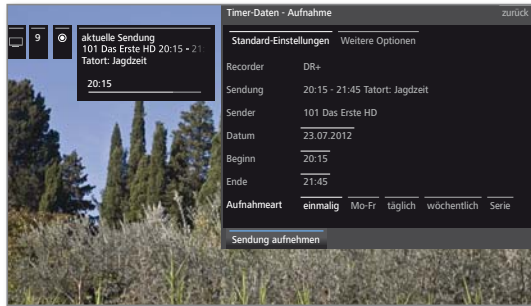 Timer-Daten - Aufnahme zurück
9 aktuelle Sendung
101 Das Erste HD 20:15 - 21:
Tatort: Jagdzeit
20:15
Standard-Einstellungen Weitere Optionen
Recorder DR+
Sendung 20:15 - 21:45 Tatort: Jagdzeit
Sender 101 Das Erste HD
Datum 23.07.2012
Beginn 20:15
Ende 21:45
Aufnahmeart einmalig Mo-Fr täglich wöchentlich Serie
Sendung aufnehmen